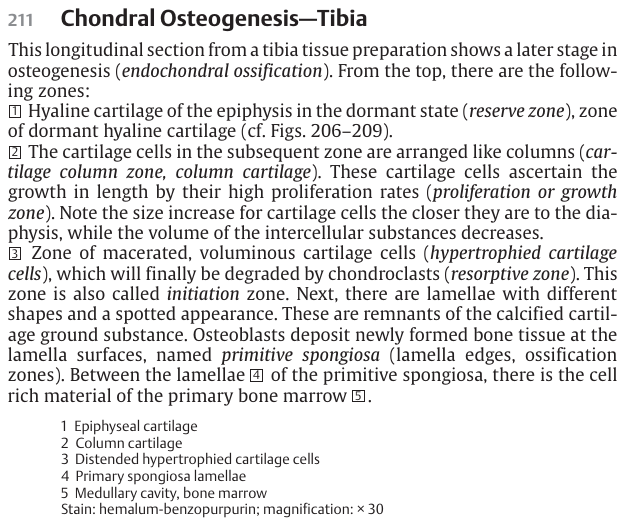 211 Chondral Osteogenesis—Tibia
This longitudinal section from a tibia tissue preparation shows a later stage in
osteogenesis (endochondral ossification). From the top, there are the follow-
ing zones:
1 Hyaline cartilage of the epiphysis in the dormant state (reserve zone), zone
of dormant hyaline cartilage (cf. Figs. 206–209).
2 The cartilage cells in the subsequent zone are arranged like columns (car-
tilage column zone, column cartilage). These cartilage cells ascertain the
growth in length by their high proliferation rates (proliferation or growth
zone). Note the size increase for cartilage cells the closer they are to the dia-
physis, while the volume of the intercellular substances decreases.
3 Zone of macerated, voluminous cartilage cells (hypertrophied cartilage
cells), which will finally be degraded by chondroclasts (resorptive zone). This
zone is also called initiation zone. Next, there are lamellae with different
shapes and a spotted appearance. These are remnants of the calcified cartil-
age ground substance. Osteoblasts deposit newly formed bone tissue at the
lamella surfaces, named primitive spongiosa (lamella edges, ossification
zones). Between the lamellae 4 of the primitive spongiosa, there is the cell
rich material of the primary bone marrow 5.
1 Epiphyseal cartilage
2 Column cartilage
3 Distended hypertrophied cartilage cells
4 Primary spongiosa lamellae
5 Medullary cavity, bone marrow
Stain: hemalum-benzopurpurin; magnification: × 30